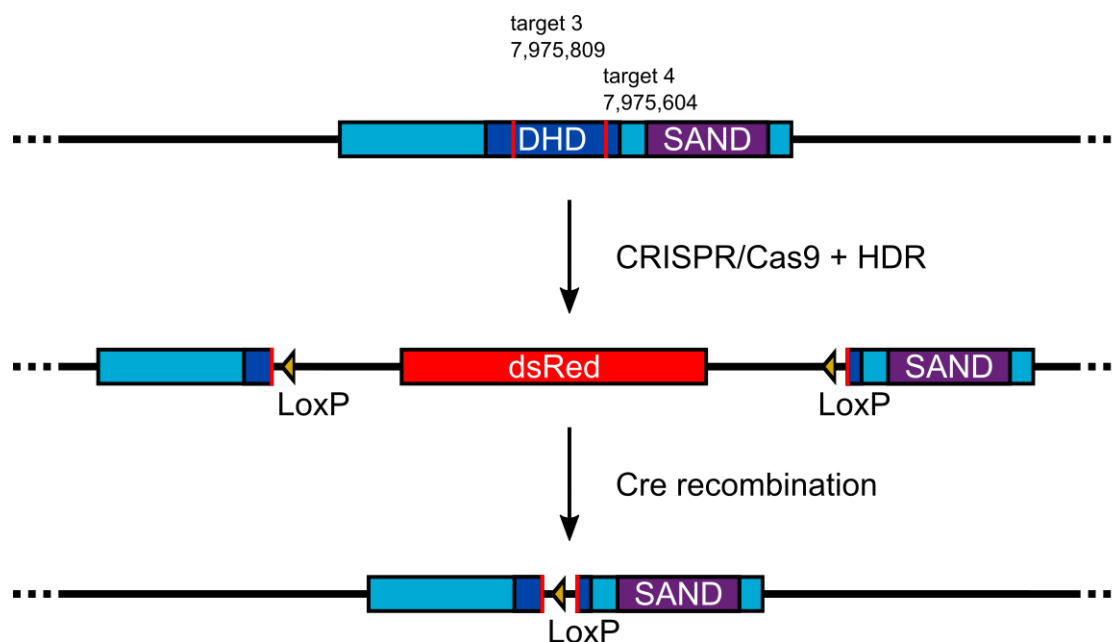 target 3
7,975,809
target 4
7,975,604
DHD
SAND
CRISPR/Cas9 + HDR
dsRed
SAND
LoxP
LoxP
Cre recombination
SAND
LoxP